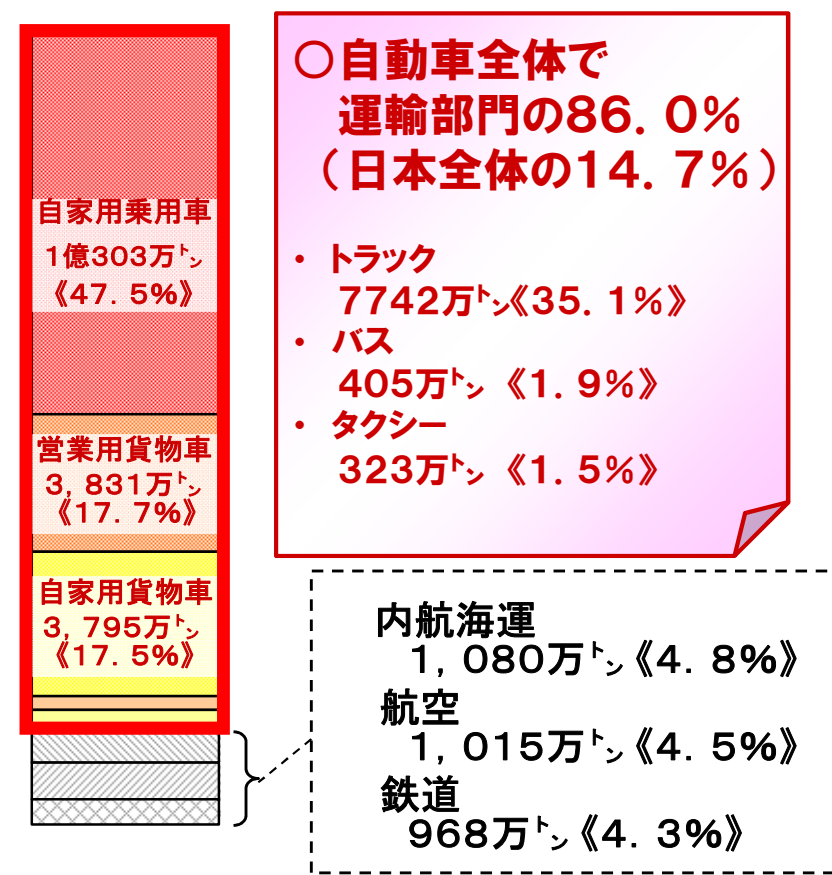 自家用乗用車
1億303万㌧
《47. 5%》
営業用貨物車
3, 831万㌧
《17. 7%》
自家用貨物車
3, 795万㌧
《17. 5%》
○自動車全体で
運輸部門の86. 0%
(日本全体の14. 7%)
・ トラック
7742万㌧《35. 1%》
・ バス
405万㌧ 《1. 9%》
・ タクシー
323万㌧ 《1. 5%》
内航海運
1, 080万㌧《4. 8%》
航空
1, 015万㌧《4. 5%》
鉄道
968万㌧《4. 3%》